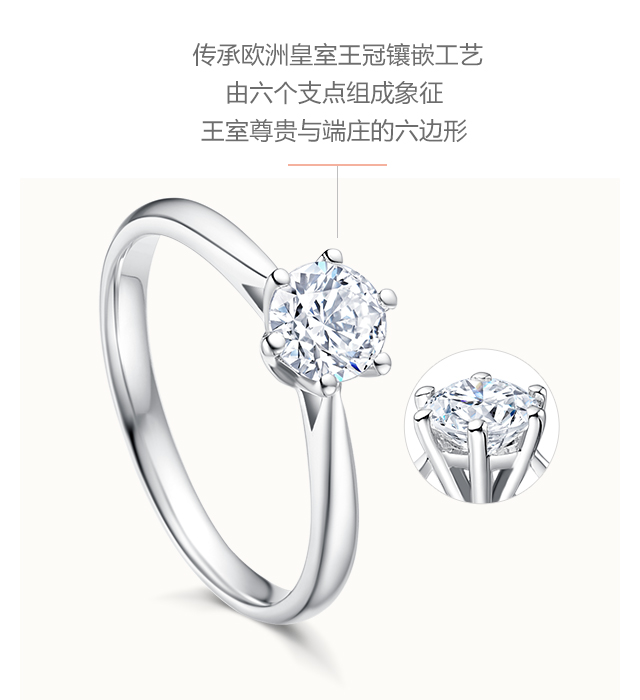 传承欧洲皇室王冠镶嵌工艺
由六个支点组成象征
王室尊贵与端庄的六边形